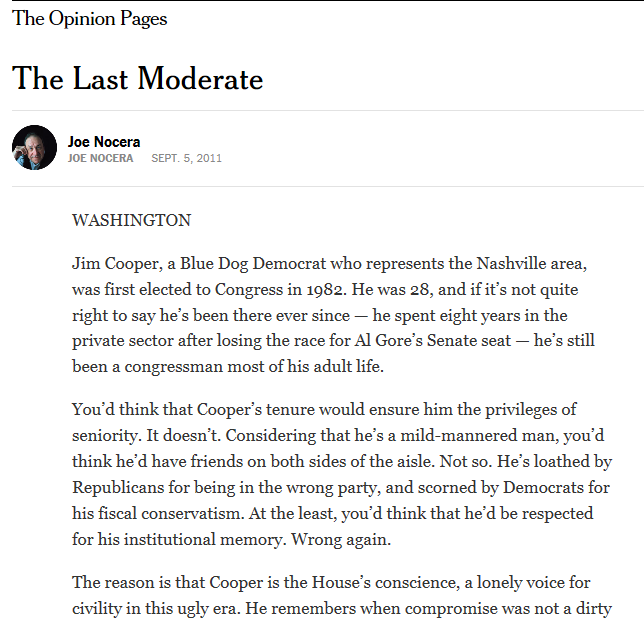 The Opinion Pages
The Last Moderate
Joe Nocera
JOE NOCERA SEPT. 5, 2011
WASHINGTON
Jim Cooper, a Blue Dog Democrat who represents the Nashville area,
was first elected to Congress in 1982. He was 28, and if it’s not quite
right to say he’s been there ever since — he spent eight years in the
private sector after losing the race for Al Gore’s Senate seat — he’s still
been a congressman most of his adult life.
You’d think that Cooper’s tenure would ensure him the privileges of
seniority. It doesn’t. Considering that he’s a mild-mannered man, you’d
think he’d have friends on both sides of the aisle. Not so. He’s loathed by
Republicans for being in the wrong party, and scorned by Democrats for
his fiscal conservatism. At the least, you’d think that he’d be respected
for his institutional memory. Wrong again.
The reason is that Cooper is the House’s conscience, a lonely voice for
civility in this ugly era. He remembers when compromise was not a dirty